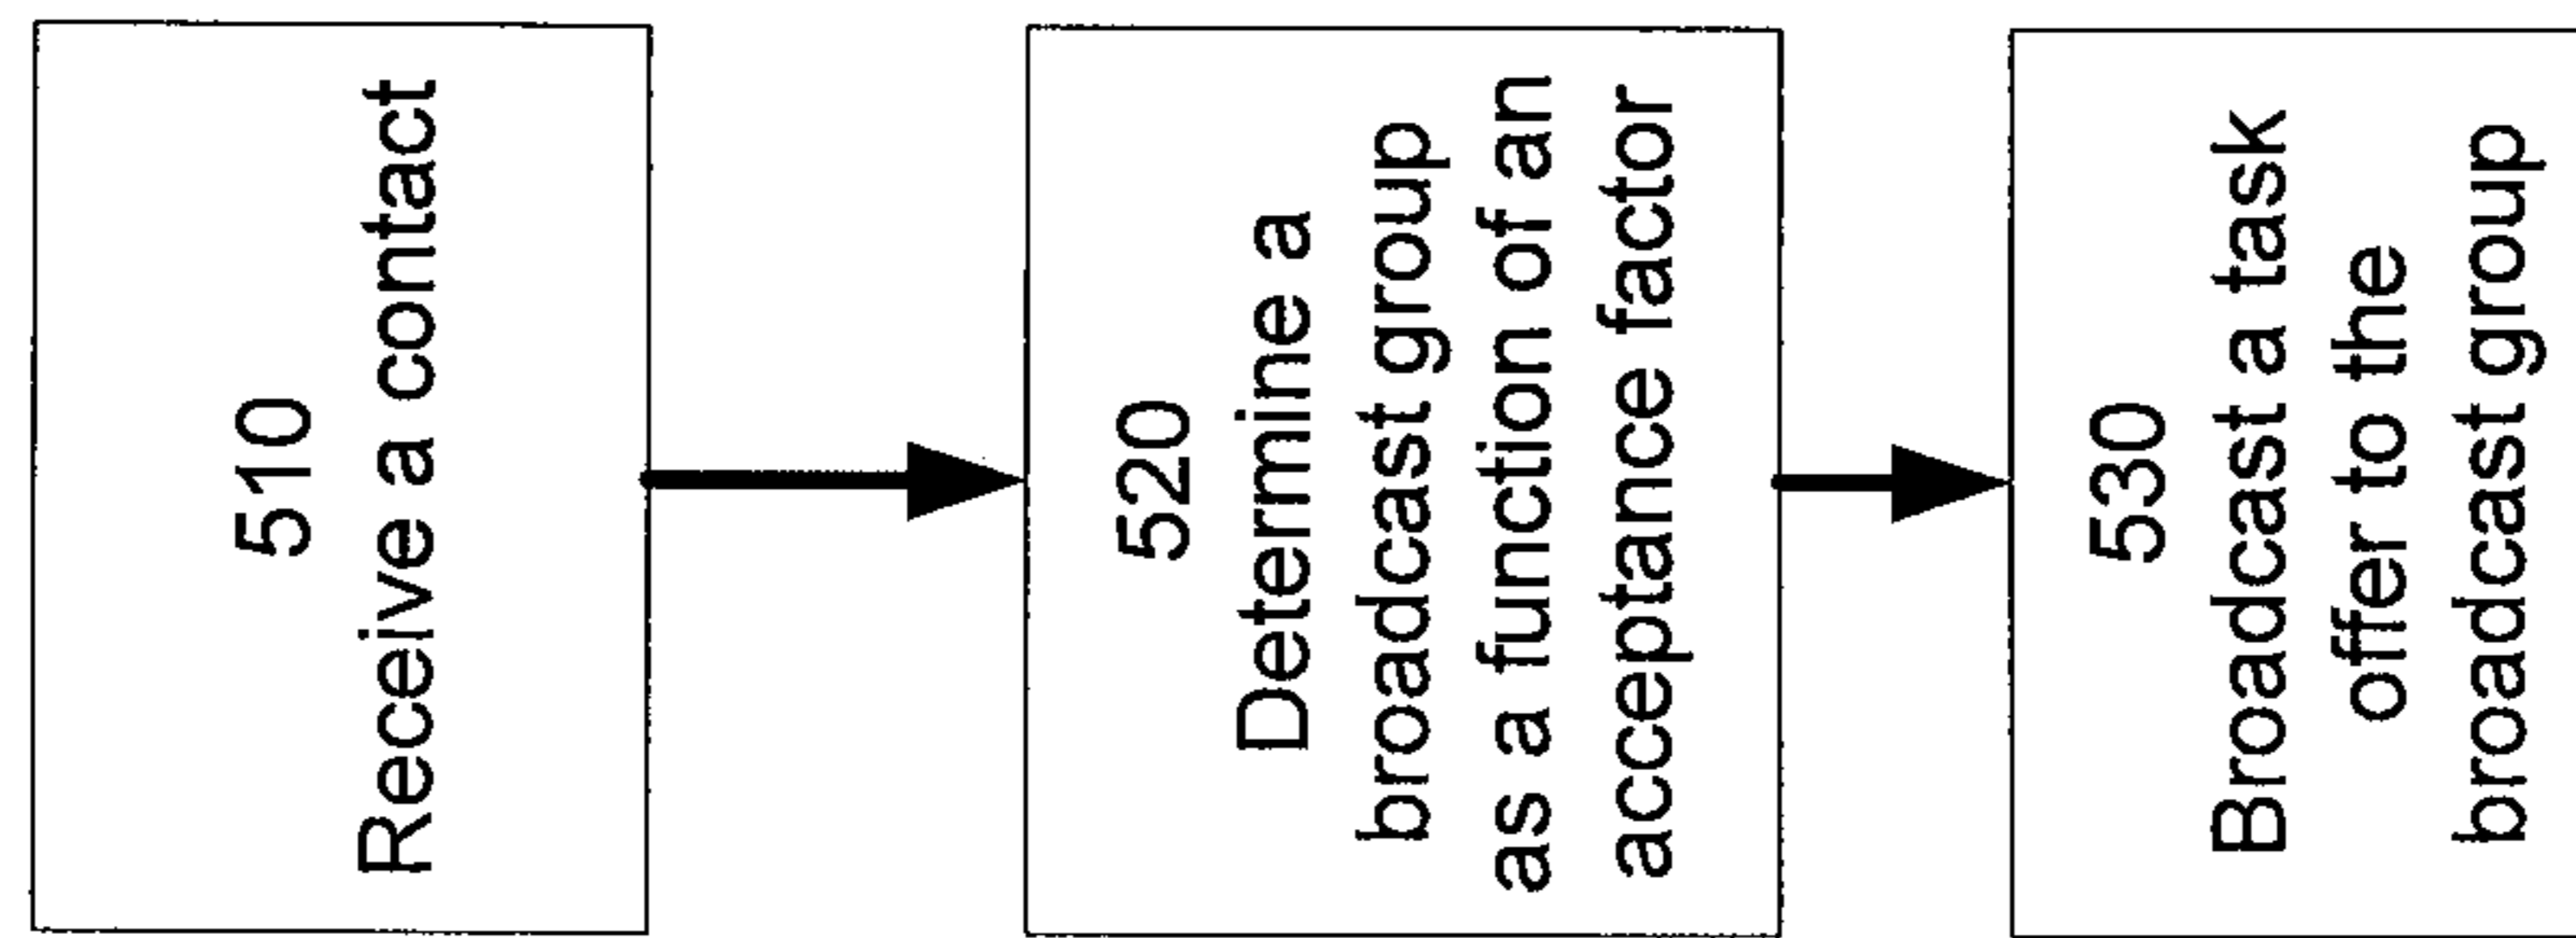 510
Receive a contact
520
Determine a
broadcast group
as a function of an
acceptance factor
530
Broadcast a task
offer to the
broadcast group